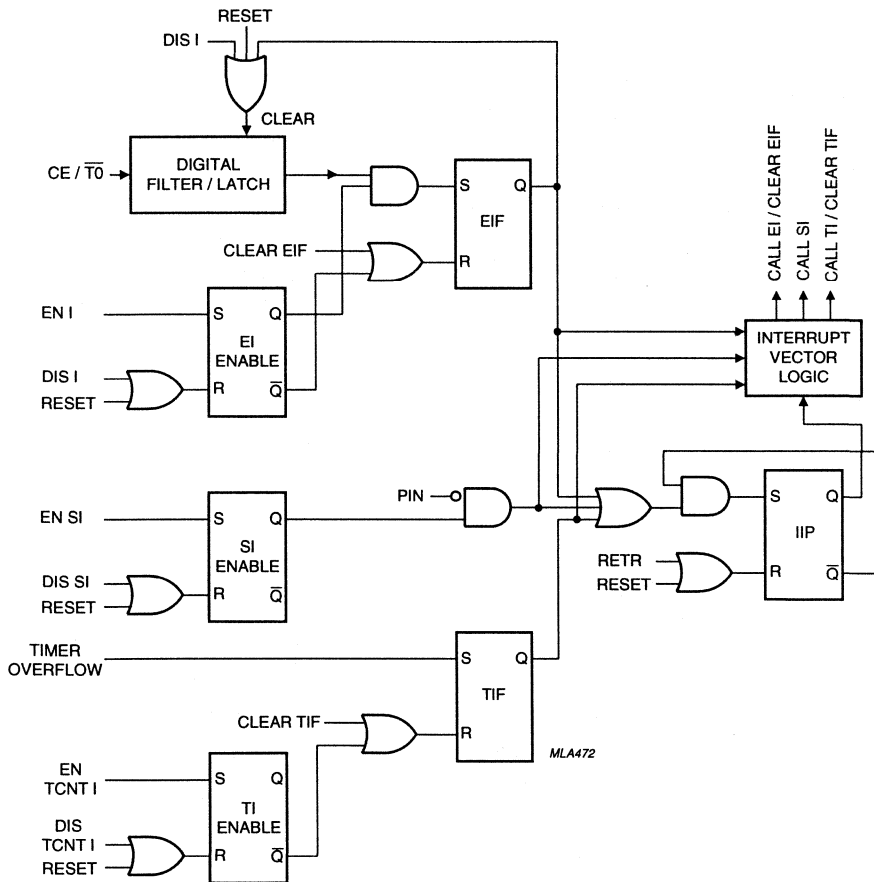 RESET
DIS I
CLEAR
CE / T0
DIGITAL
FILTER / LATCH
S
Q
EIF
R
CLEAR EIF
EN I
S
Q
EI
ENABLE
DIS I
RESET
R
Q
CALL EI / CLEAR EIF
CALL SI
CALL TI / CLEAR TIF
INTERRUPT
VECTOR
LOGIC
PIN
EN SI
S
Q
SI
ENABLE
DIS SI
RESET
R
Q
S
Q
IIP
RETR
RESET
R
Q
TIMER
OVERFLOW
S
Q
TIF
CLEAR TIF
R
MLA472
EN
TCNT I
S
Q
TI
ENABLE
DIS
TCNT I
RESET
R
Q